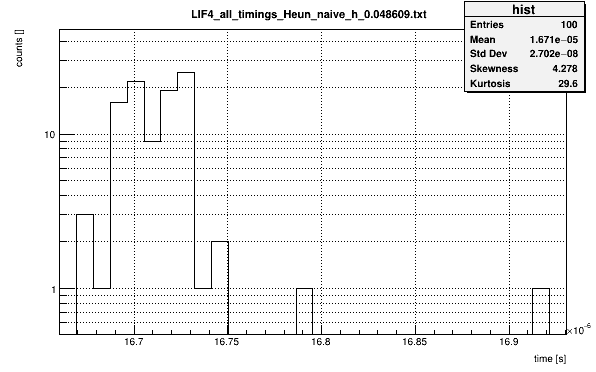 LIF4_all_timings_Heun_naive_h_0.048609.txt
hist
Entries 100
Mean 1.671e−05
Std Dev 2.702e−08
Skewness 4.278
Kurtosis 29.6
counts []
10
1
16.7 16.75 16.8 16.85 16.9
×10⁻⁶
time [s]